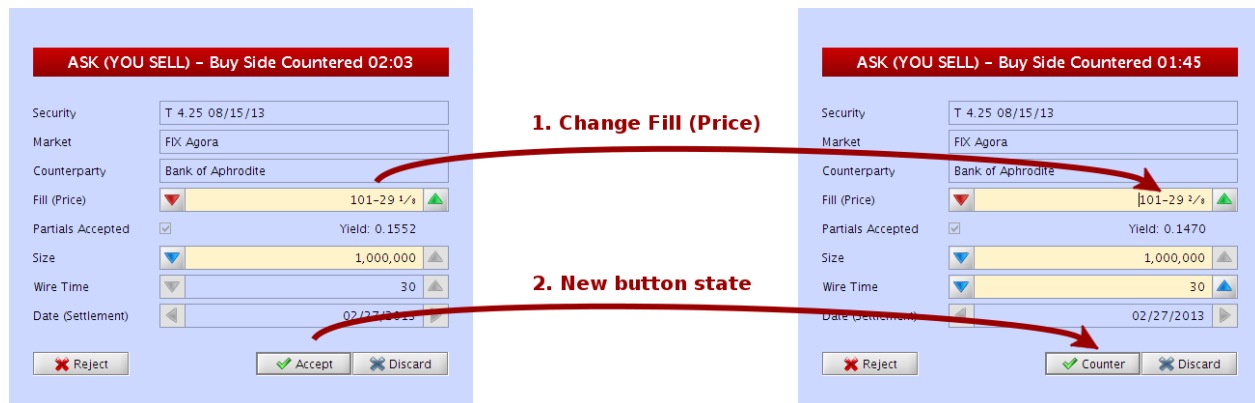 ASK (YOU SELL) – Buy Side Countered 02:03
Security T 4.25 08/15/13
Market FIX Agora
Counterparty Bank of Aphrodite
Fill (Price) 101-29 ¹/₈
Partials Accepted Yield: 0.1552
Size 1,000,000
Wire Time 30
Date (Settlement) 02/27/2013
Reject Accept Discard
1. Change Fill (Price)
2. New button state
ASK (YOU SELL) – Buy Side Countered 01:45
Security T 4.25 08/15/13
Market FIX Agora
Counterparty Bank of Aphrodite
Fill (Price) 101-29 ²/₈
Partials Accepted Yield: 0.1470
Size 1,000,000
Wire Time 30
Date (Settlement) 02/27/2013
Reject Counter Discard